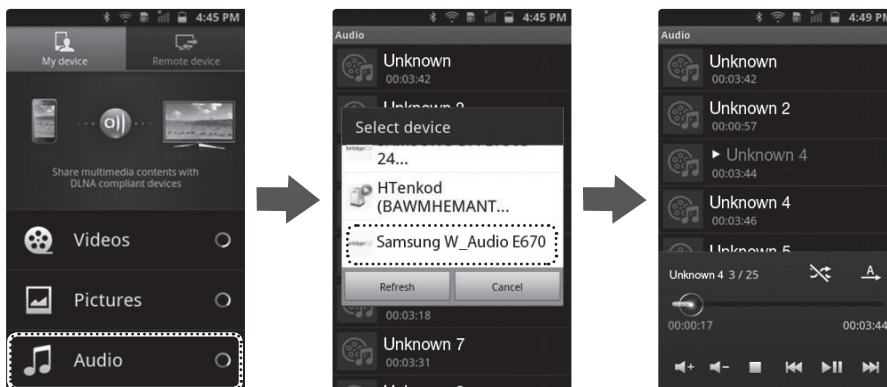 4:45 PM
My device
Remote device
Share multimedia contents with
DLNA compliant devices
Videos
Pictures
Audio
4:45 PM
Audio
Unknown
00:03:42
Unknown 2
Select device
24...
HTenkod
(BAWMHEMANT...
Samsung W_Audio E670
Refresh
Cancel
00:03:18
Unknown 7
00:03:31
4:49 PM
Audio
Unknown
00:03:42
Unknown 2
00:00:57
Unknown 4
00:03:44
Unknown 4
00:03:46
Unknown 5
Unknown 4 3 / 25
A
00:00:17
00:03:44